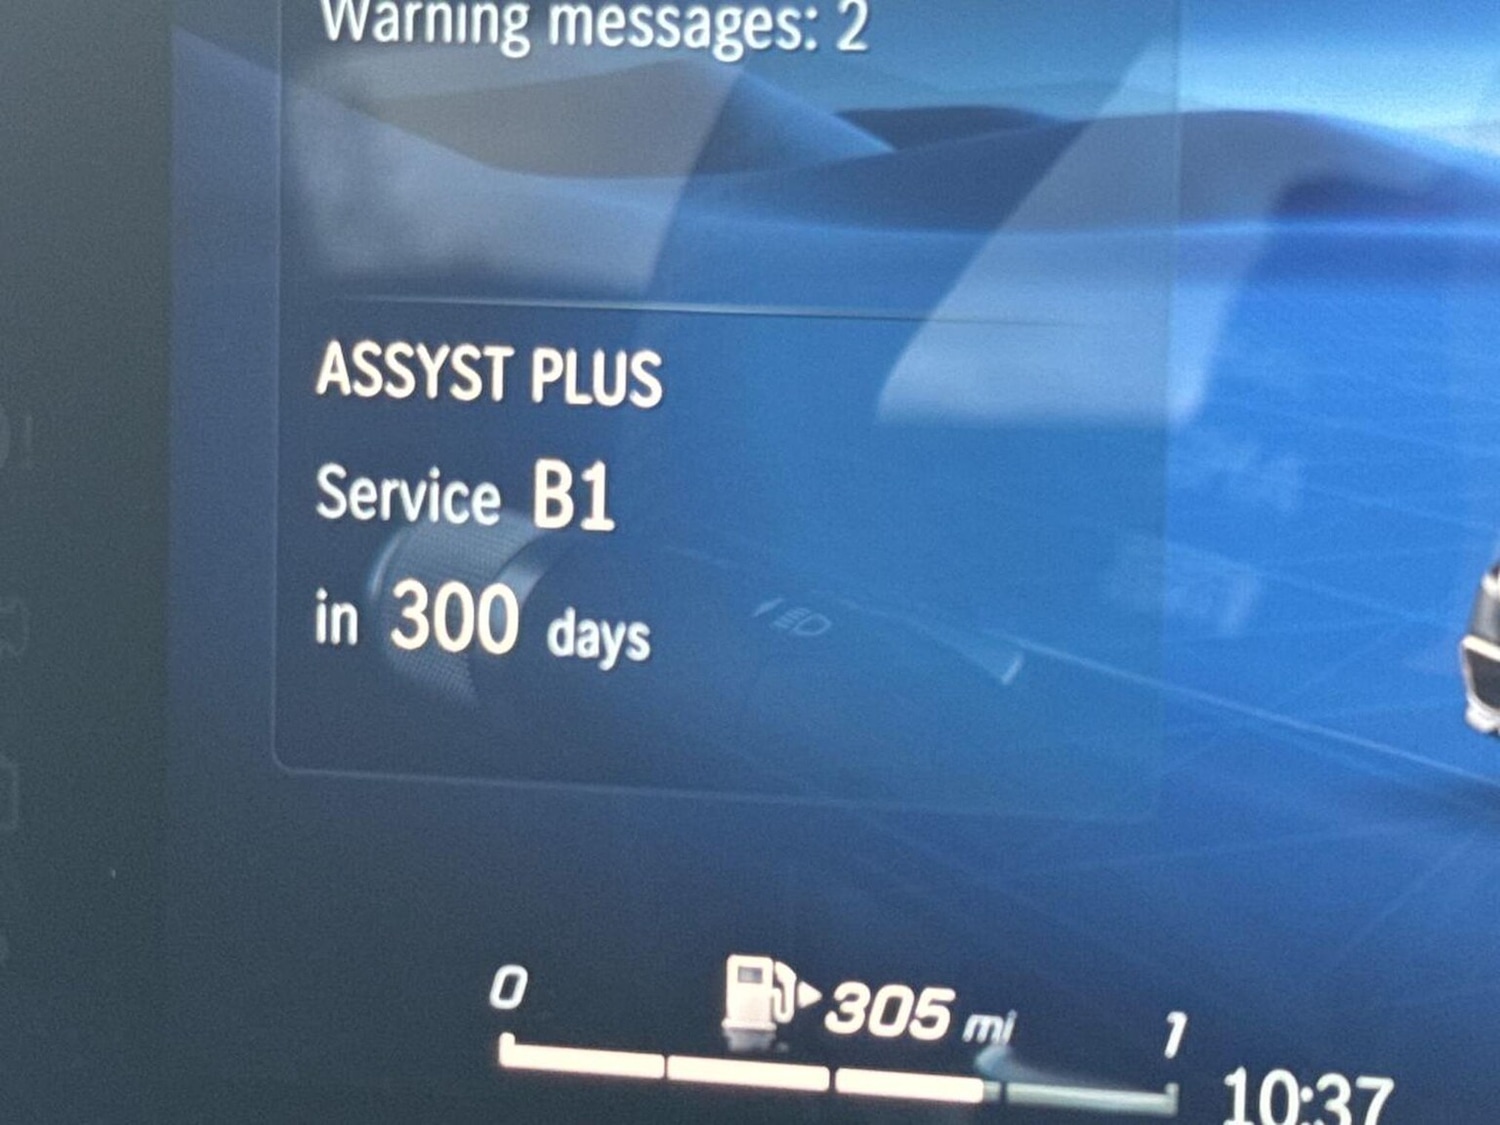 Warning messages: 2
ASSYST PLUS
Service B1
in 300 days
0 305 mi 1
10:37